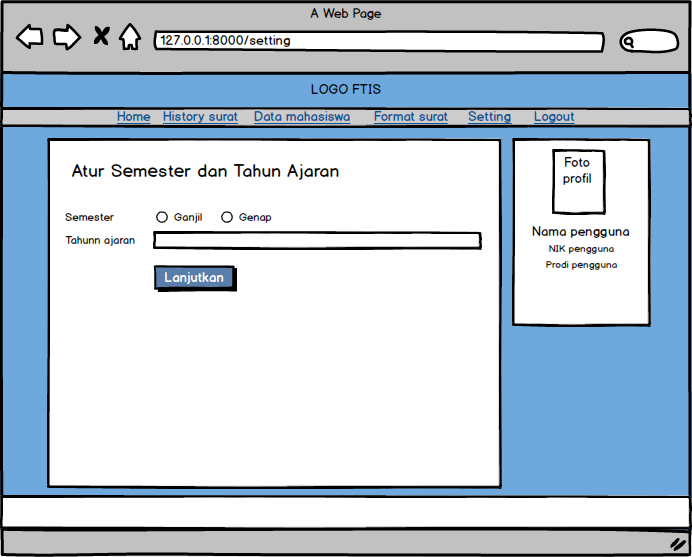 A Web Page
127.0.0.1:8000/setting
LOGO FTIS
Home History surat Data mahasiswa Format surat Setting Logout
Atur Semester dan Tahun Ajaran
Semester Ganjil Genap
Tahunn ajaran
Lanjutkan
Foto
profil
Nama pengguna
NIK pengguna
Prodi pengguna